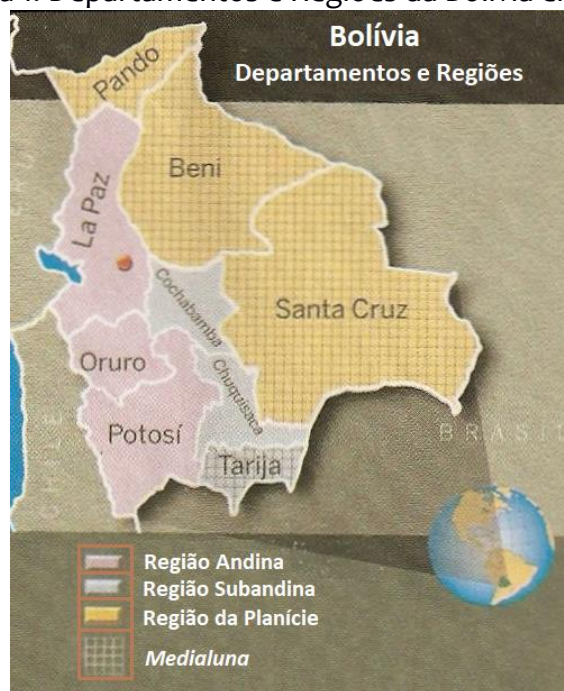 Bolívia
Departamentos e Regiões
Pando
Beni
La Paz
Cochabamba
Santa Cruz
Oruro
Chuquisaca
Potosí
Tarija
CHILE
BRASIL
Região Andina
Região Subandina
Região da Planície
Medialuna